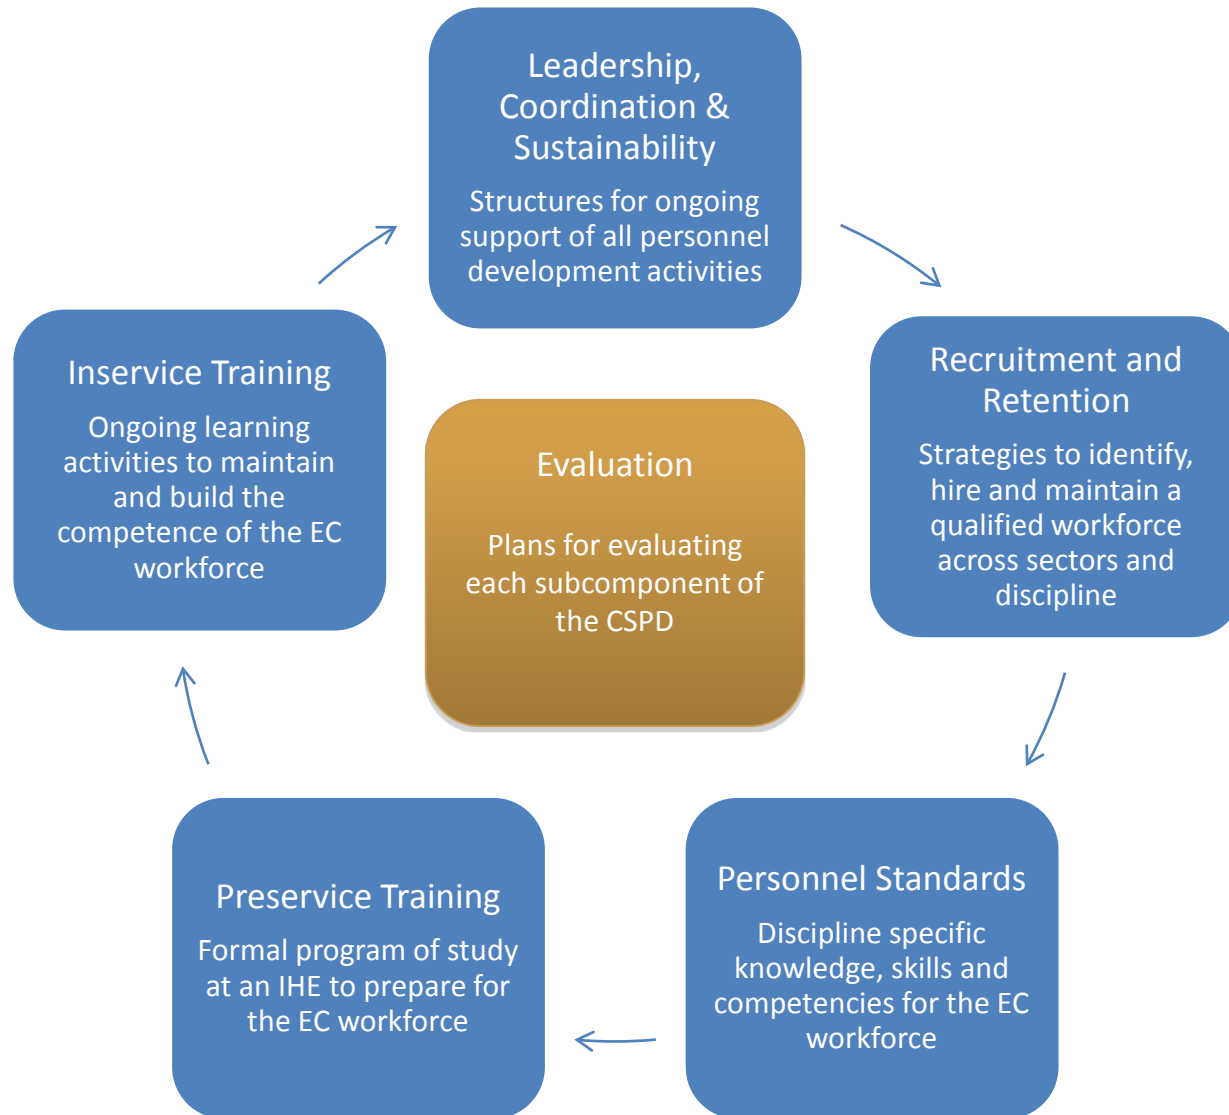 Leadership,
Coordination &
Sustainability
Structures for ongoing
support of all personnel
development activities
Recruitment and
Retention
Strategies to identify,
hire and maintain a
qualified workforce
across sectors and
discipline
Personnel Standards
Discipline specific
knowledge, skills and
competencies for the EC
workforce
Preservice Training
Formal program of study
at an IHE to prepare for
the EC workforce
Inservice Training
Ongoing learning
activities to maintain
and build the
competence of the EC
workforce
Evaluation
Plans for evaluating
each subcomponent of
the CSPD